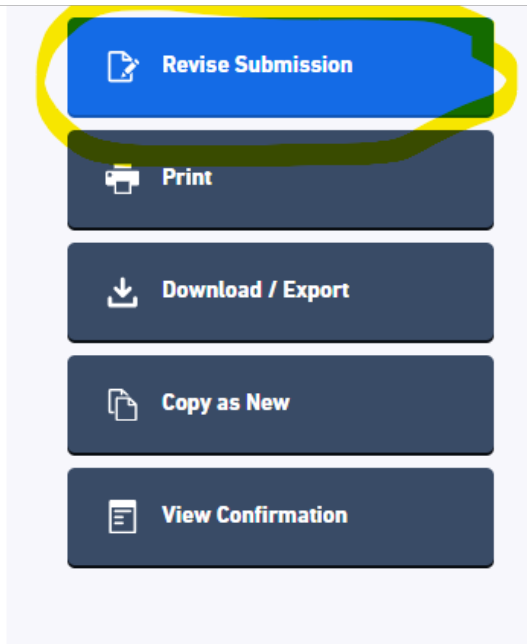 Revise Submission
Print
Download / Export
Copy as New
View Confirmation